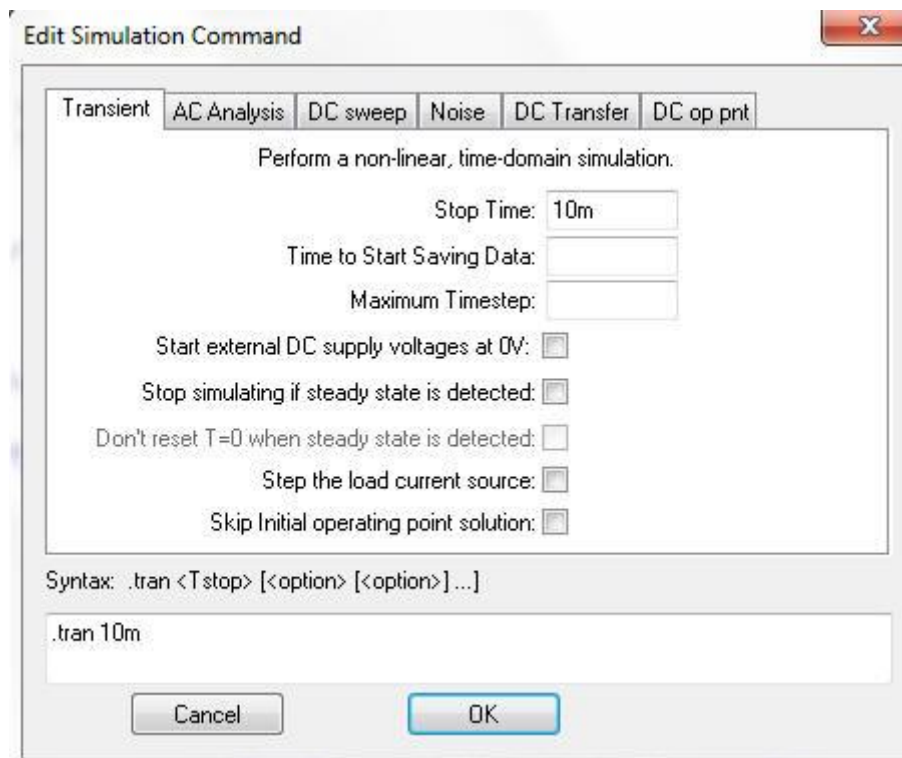 Edit Simulation Command
Transient AC Analysis DC sweep Noise DC Transfer DC op pnt
Perform a non-linear, time-domain simulation.
Stop Time: 10m
Time to Start Saving Data:
Maximum Timestep:
Start external DC supply voltages at 0V:
Stop simulating if steady state is detected:
Don't reset T=0 when steady state is detected:
Step the load current source:
Skip Initial operating point solution:
Syntax: .tran <Tstop> [<option> [<option>] ...]
.tran 10m
Cancel OK